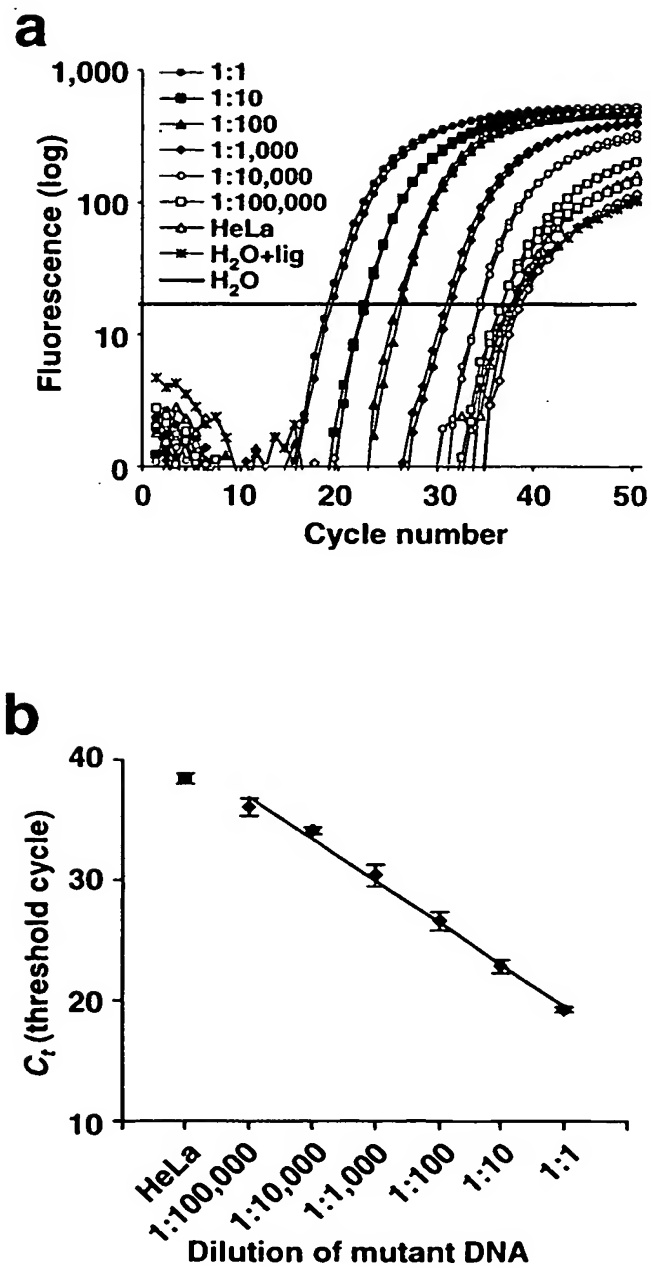 a
1,000
100
10
0
Fluorescence (log)
1:1
1:10
1:100
1:1,000
1:10,000
1:100,000
HeLa
H₂O+lig
H₂O
0 10 20 30 40 50
Cycle number
b
40
30
20
10
Cₜ (threshold cycle)
HeLa
1:100,000
1:10,000
1:1,000
1:100
1:10
1:1
Dilution of mutant DNA